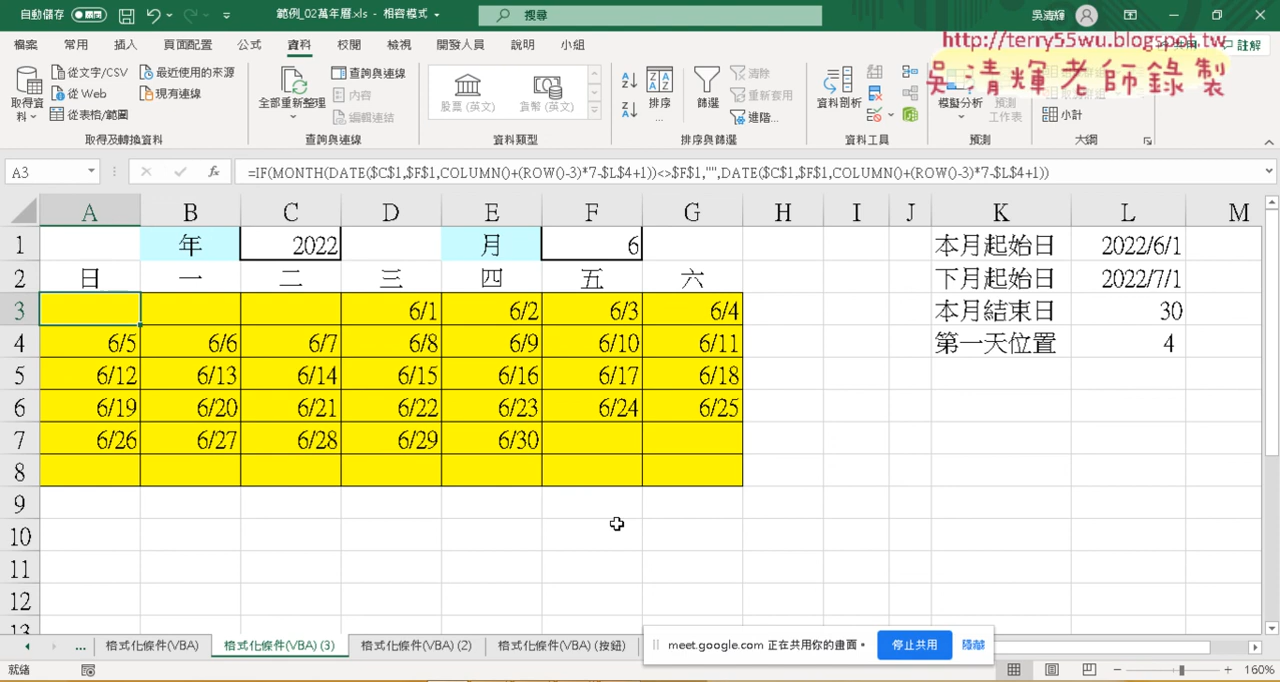 自動儲存
範例_02萬年曆.xls - 相容模式
搜尋
吳清輝
檔案 常用 插入 頁面配置 公式 資料 校閱 檢視 開發人員 說明 小組
共用 註解
http://terry55wu.blogspot.tw
吳清輝老師錄製
取得資料
從文字/CSV
從 Web
從表格/範圍
最近使用的來源
現有連線
全部重新整理
查詢與連線
內容
編輯連結
股票 (英文)
貨幣 (英文)
排序
篩選
清除
重新套用
進階...
資料剖析
模擬分析
預測工作表
小計
取得及轉換資料 查詢與連線 資料類型 排序與篩選 資料工具 預測 大綱
A3
fx
=IF(MONTH(DATE($C$1,$F$1,COLUMN()+(ROW()-3)*7-$L$4+1))<>$F$1,"",DATE($C$1,$F$1,COLUMN()+(ROW()-3)*7-$L$4+1))
A B C D E F G H I J K L M
1 年 2022 月 6 本月起始日 2022/6/1
2 日 一 二 三 四 五 六 下月起始日 2022/7/1
3 6/1 6/2 6/3 6/4 本月結束日 30
4 6/5 6/6 6/7 6/8 6/9 6/10 6/11 第一天位置 4
5 6/12 6/13 6/14 6/15 6/16 6/17 6/18
6 6/19 6/20 6/21 6/22 6/23 6/24 6/25
7 6/26 6/27 6/28 6/29 6/30
8
9
10
11
12
13
... 格式化條件(VBA) 格式化條件(VBA) (3) 格式化條件(VBA) (2) 格式化條件(VBA) (按鈕)
meet.google.com 正在共用你的畫面。 停止共用 隱藏
就緒
160%